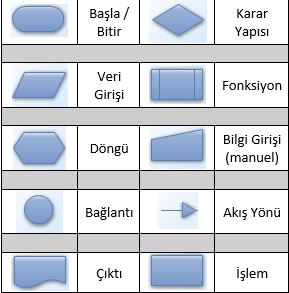 Başla /
Bitir
Karar
Yapısı
Veri
Girişi
Fonksiyon
Döngü
Bilgi Girişi
(manuel)
Bağlantı
Akış Yönü
Çıktı
İşlem